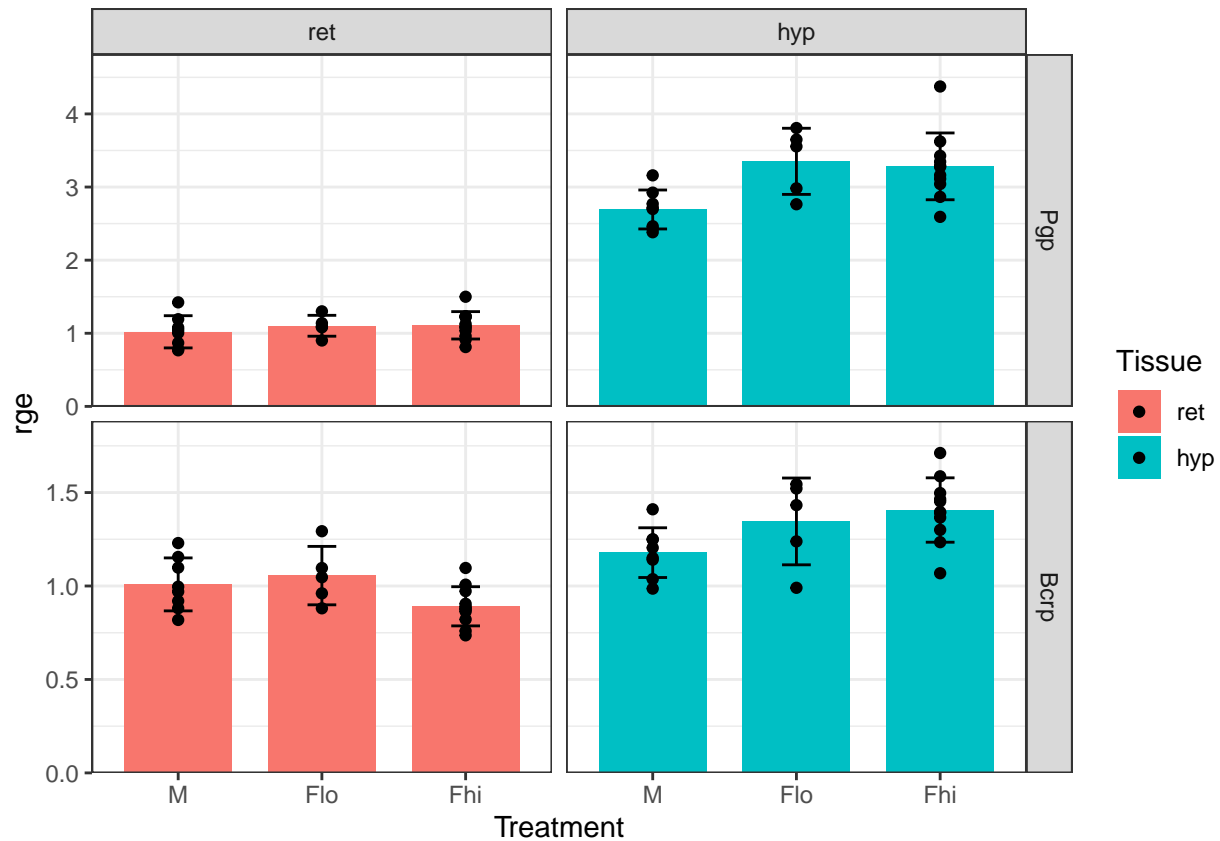 ret
hyp
4
3
2
1
0
Pgp
rge
1.5
1.0
0.5
0.0
Bcrp
M
Flo
Fhi
M
Flo
Fhi
Treatment
Tissue
ret
hyp